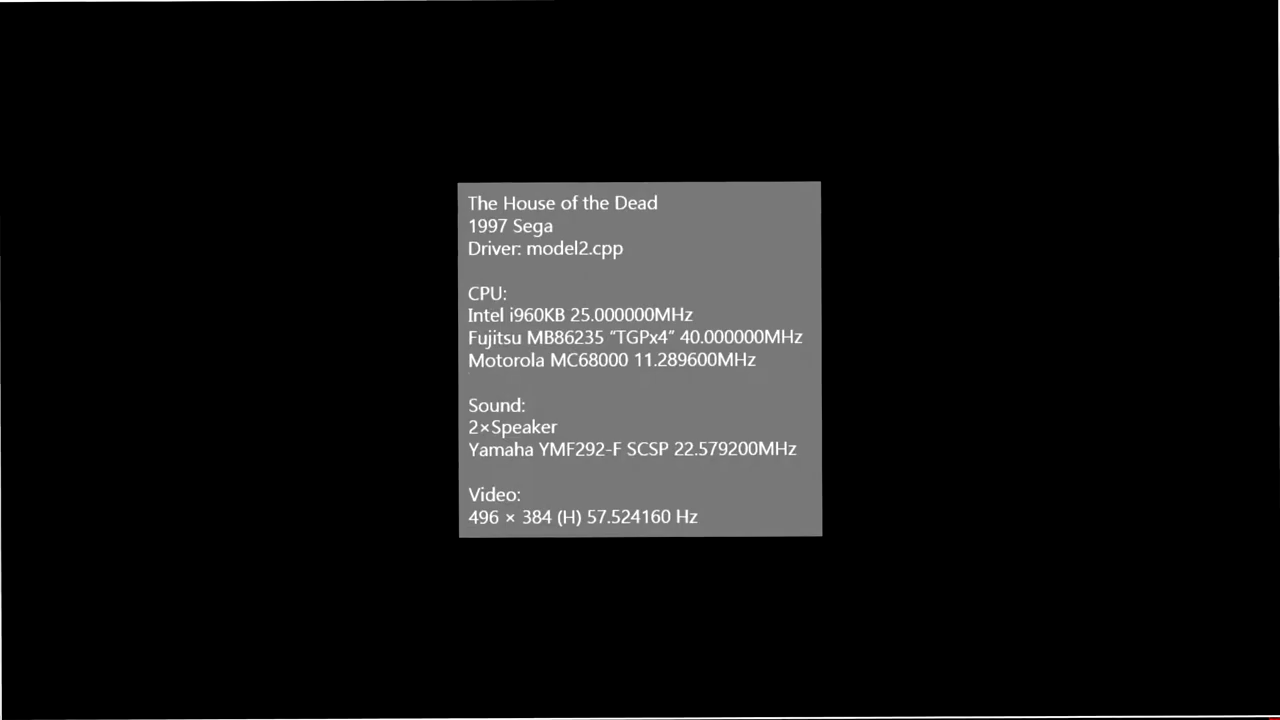 The House of the Dead
1997 Sega
Driver: model2.cpp
CPU:
Intel i960KB 25.000000MHz
Fujitsu MB86235 “TGPx4” 40.000000MHz
Motorola MC68000 11.289600MHz
Sound:
2×Speaker
Yamaha YMF292-F SCSP 22.579200MHz
Video:
496 × 384 (H) 57.524160 Hz